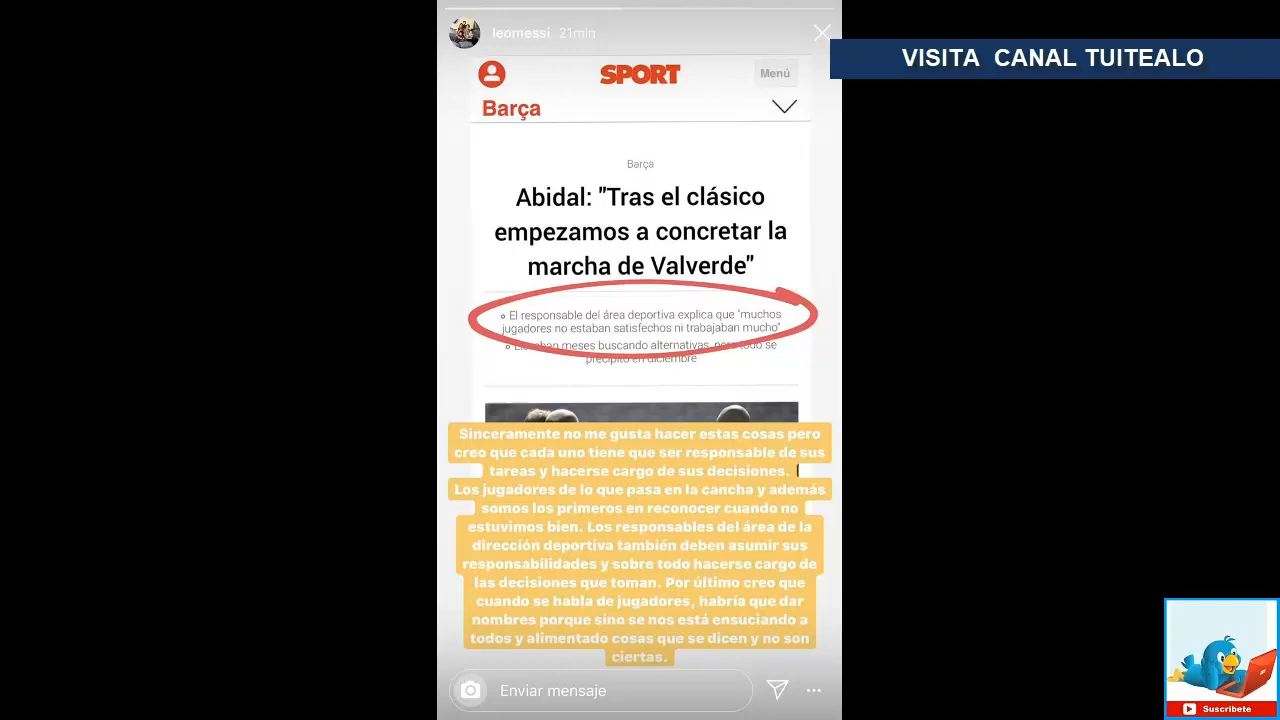 leomessi 21min
VISITA CANAL TUITEALO
SPORT
Menú
Barça
Barça
Abidal: "Tras el clásico
empezamos a concretar la
marcha de Valverde"
El responsable del área deportiva explica que "muchos
jugadores no estaban satisfechos ni trabajaban mucho"
meses buscando alternativas, pero todo se
precipitó en diciembre
Sinceramente no me gusta hacer estas cosas pero
creo que cada uno tiene que ser responsable de sus
tareas y hacerse cargo de sus decisiones.
Los jugadores de lo que pasa en la cancha y además
somos los primeros en reconocer cuando no
estuvimos bien. Los responsables del área de la
dirección deportiva también deben asumir sus
responsabilidades y sobre todo hacerse cargo de
las decisiones que toman. Por último creo que
cuando se habla de jugadores, habría que dar
nombres porque sino se nos está ensuciando a
todos y alimentado cosas que se dicen y no son
ciertas.
Enviar mensaje
Suscribete